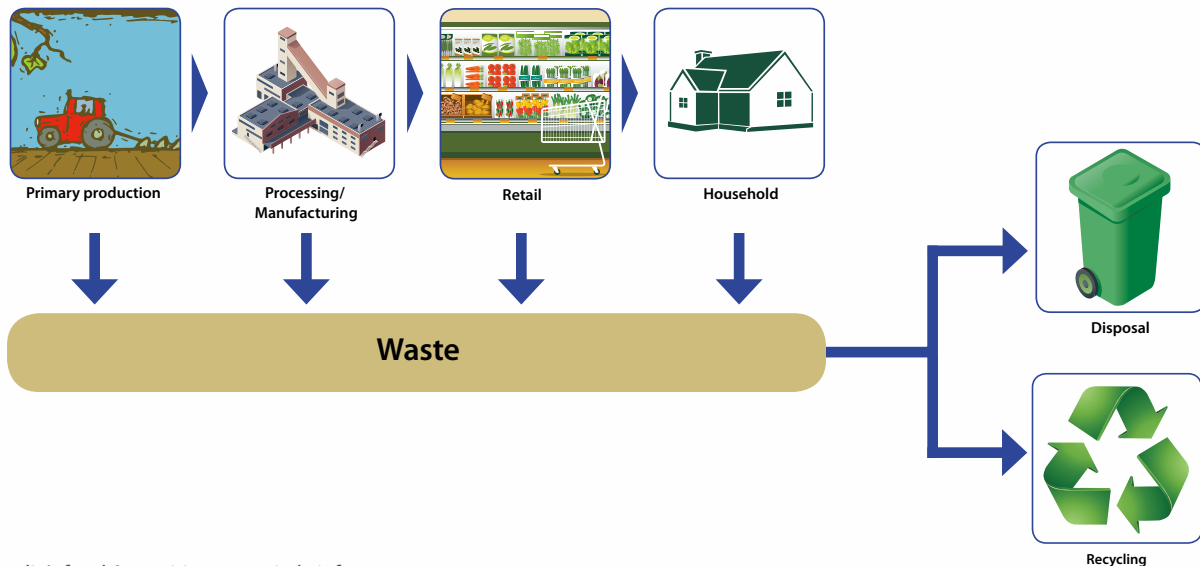 Primary production
Processing/
Manufacturing
Retail
Household
Waste
Disposal
Recycling